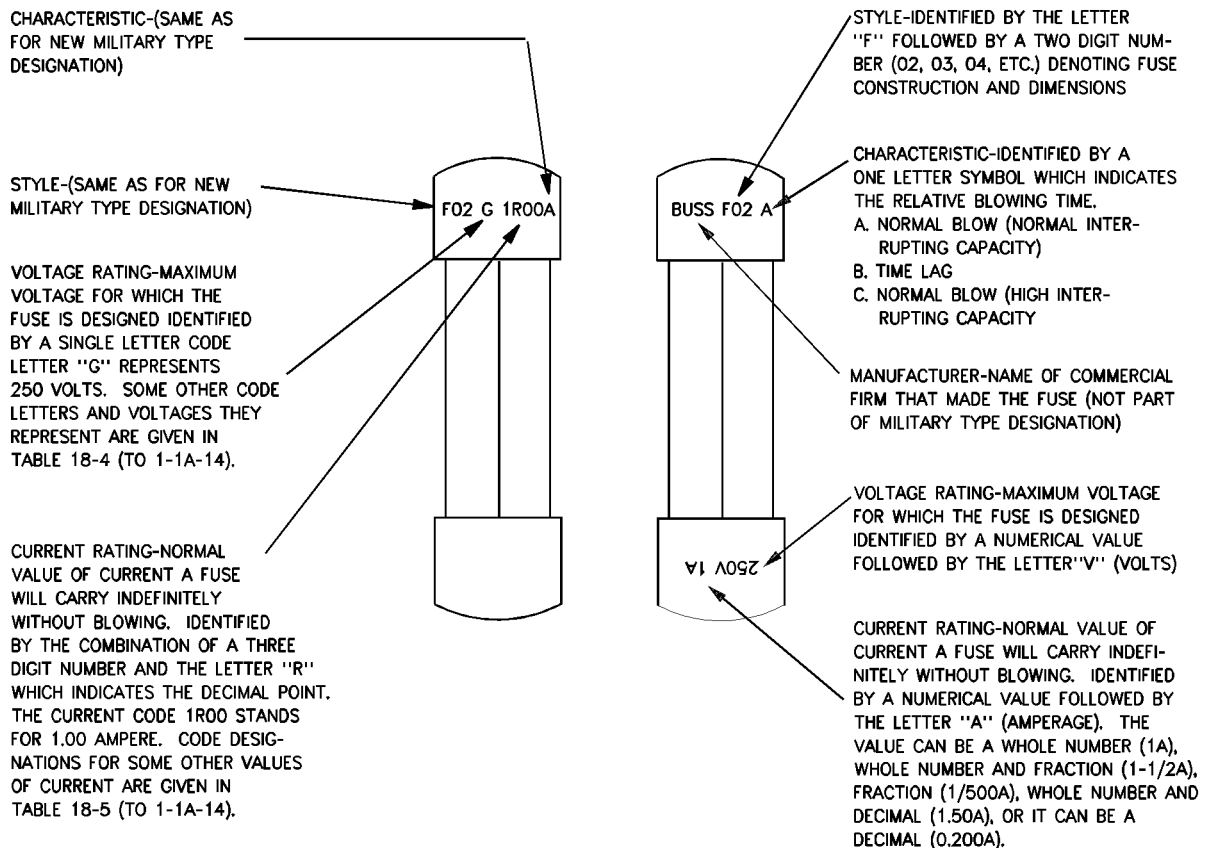 CHARACTERISTIC-(SAME AS
FOR NEW MILITARY TYPE
DESIGNATION)
STYLE-(SAME AS FOR NEW
MILITARY TYPE DESIGNATION)
VOLTAGE RATING-MAXIMUM
VOLTAGE FOR WHICH THE
FUSE IS DESIGNED IDENTIFIED
BY A SINGLE LETTER CODE
LETTER "G" REPRESENTS
250 VOLTS. SOME OTHER CODE
LETTERS AND VOLTAGES THEY
REPRESENT ARE GIVEN IN
TABLE 18-4 (TO 1-1A-14).
CURRENT RATING-NORMAL
VALUE OF CURRENT A FUSE
WILL CARRY INDEFINITELY
WITHOUT BLOWING. IDENTIFIED
BY THE COMBINATION OF A THREE
DIGIT NUMBER AND THE LETTER "R"
WHICH INDICATES THE DECIMAL POINT.
THE CURRENT CODE 1R00 STANDS
FOR 1.00 AMPERE. CODE DESIG-
NATIONS FOR SOME OTHER VALUES
OF CURRENT ARE GIVEN IN
TABLE 18-5 (TO 1-1A-14).
F02 G 1R00A
BUSS F02 A
250V 1A
STYLE-IDENTIFIED BY THE LETTER
"F" FOLLOWED BY A TWO DIGIT NUM-
BER (02, 03, 04, ETC.) DENOTING FUSE
CONSTRUCTION AND DIMENSIONS
CHARACTERISTIC-IDENTIFIED BY A
ONE LETTER SYMBOL WHICH INDICATES
THE RELATIVE BLOWING TIME.
A. NORMAL BLOW (NORMAL INTER-
RUPTING CAPACITY)
B. TIME LAG
C. NORMAL BLOW (HIGH INTER-
RUPTING CAPACITY
MANUFACTURER-NAME OF COMMERCIAL
FIRM THAT MADE THE FUSE (NOT PART
OF MILITARY TYPE DESIGNATION)
VOLTAGE RATING-MAXIMUM VOLTAGE
FOR WHICH THE FUSE IS DESIGNED
IDENTIFIED BY A NUMERICAL VALUE
FOLLOWED BY THE LETTER"V" (VOLTS)
CURRENT RATING-NORMAL VALUE OF
CURRENT A FUSE WILL CARRY INDEFI-
NITELY WITHOUT BLOWING. IDENTIFIED
BY A NUMERICAL VALUE FOLLOWED BY
THE LETTER "A" (AMPERAGE). THE
VALUE CAN BE A WHOLE NUMBER (1A),
WHOLE NUMBER AND FRACTION (1-1/2A),
FRACTION (1/500A), WHOLE NUMBER AND
DECIMAL (1.50A), OR IT CAN BE A
DECIMAL (0.200A).